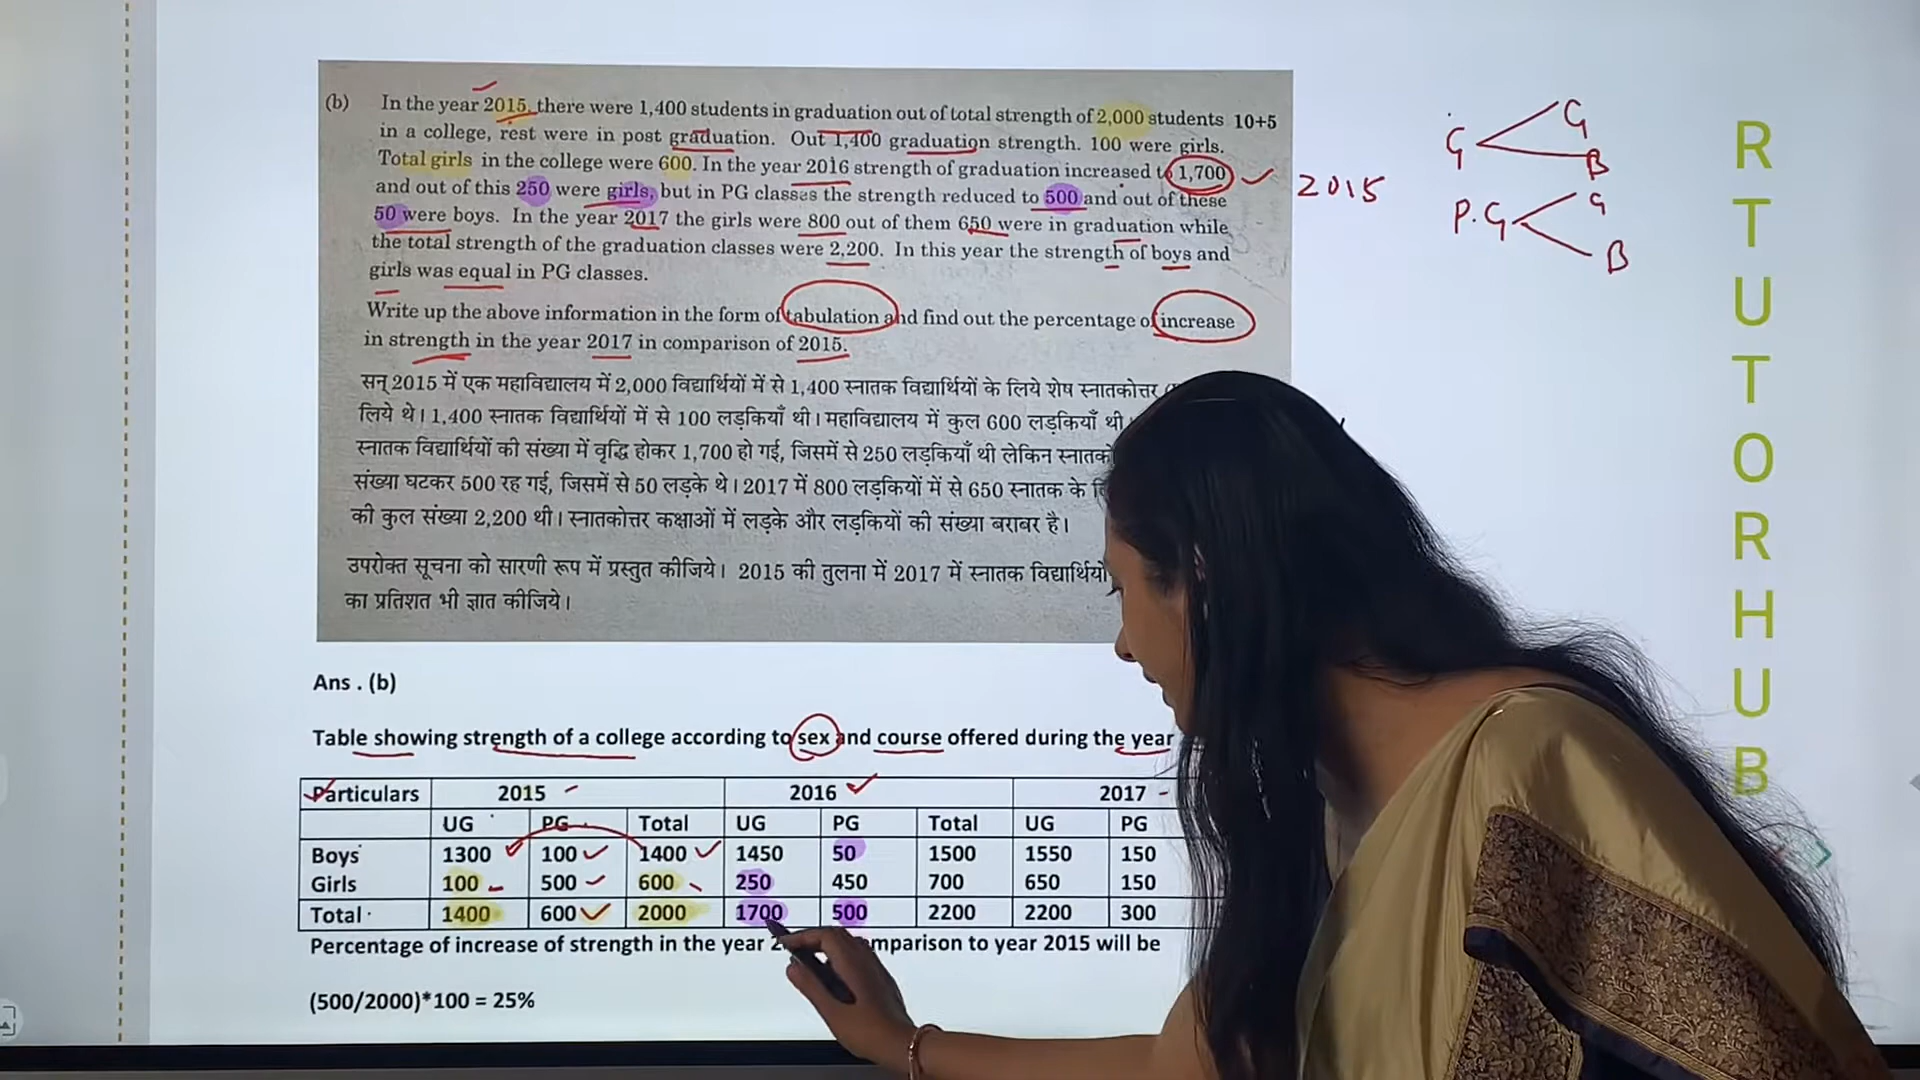 (b) In the year 2015, there were 1,400 students in graduation out of total strength of 2,000 students 10+5
in a college, rest were in post graduation. Out 1,400 graduation strength. 100 were girls.
Total girls in the college were 600. In the year 2016 strength of graduation increased to 1,700
and out of this 250 were girls, but in PG classes the strength reduced to 500 and out of these
50 were boys. In the year 2017 the girls were 800 out of them 650 were in graduation while
the total strength of the graduation classes were 2,200. In this year the strength of boys and
girls was equal in PG classes.
Write up the above information in the form of tabulation and find out the percentage of increase
in strength in the year 2017 in comparison of 2015.
सन् 2015 में एक महाविद्यालय में 2,000 विद्यार्थियों में से 1,400 स्नातक विद्यार्थियों के लिये शेष स्नातकोत्तर
लिये थे। 1,400 स्नातक विद्यार्थियों में से 100 लड़कियाँ थी। महाविद्यालय में कुल 600 लड़कियाँ थी
स्नातक विद्यार्थियों की संख्या में वृद्धि होकर 1,700 हो गई, जिसमें से 250 लड़कियाँ थी लेकिन
संख्या घटकर 500 रह गई, जिसमें से 50 लड़के थे। 2017 में 800 लड़कियों में से 650 स्नातक के
की कुल संख्या 2,200 थी। स्नातकोत्तर कक्षाओं में लड़के और लड़कियों की संख्या बराबर है।
उपरोक्त सूचना को सारणी रूप में प्रस्तुत कीजिये। 2015 की तुलना में 2017 में स्नातक विद्यार्थियों
का प्रतिशत भी ज्ञात कीजिये।
2015
G G
B
P.G G
B
RTUTORHUB
Ans . (b)
Table showing strength of a college according to sex and course offered during the year
Particulars 2015 2016 2017
UG PG Total UG PG Total UG PG
Boys 1300 100 1400 1450 50 1500 1550 150
Girls 100 500 600 250 450 700 650 150
Total 1400 600 2000 1700 500 2200 2200 300
Percentage of increase of strength in the year comparison to year 2015 will be
(500/2000)*100 = 25%